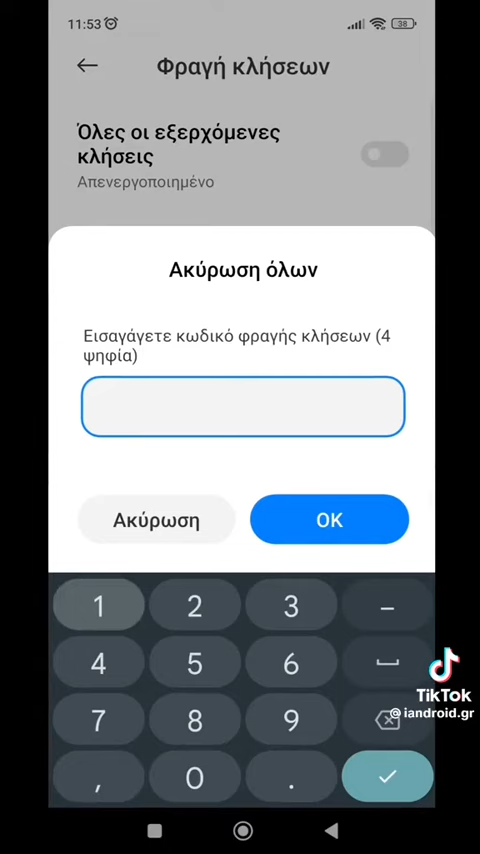 11:53
38
Φραγή κλήσεων
Όλες οι εξερχόμενες
κλήσεις
Απενεργοποιημένο
Ακύρωση όλων
Εισαγάγετε κωδικό φραγής κλήσεων (4
ψηφία)
Ακύρωση
OK
1 2 3 –
4 5 6
7 8 9
, 0 .
TikTok
@iandroid.gr